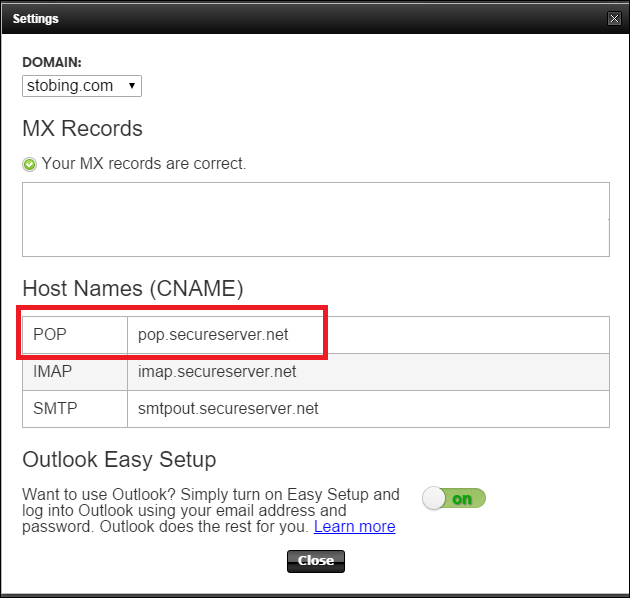 Settings
DOMAIN:
stobing.com
MX Records
Your MX records are correct.
Host Names (CNAME)
POP pop.secureserver.net
IMAP imap.secureserver.net
SMTP smtpout.secureserver.net
Outlook Easy Setup
Want to use Outlook? Simply turn on Easy Setup and
log into Outlook using your email address and
password. Outlook does the rest for you. Learn more
on
Close